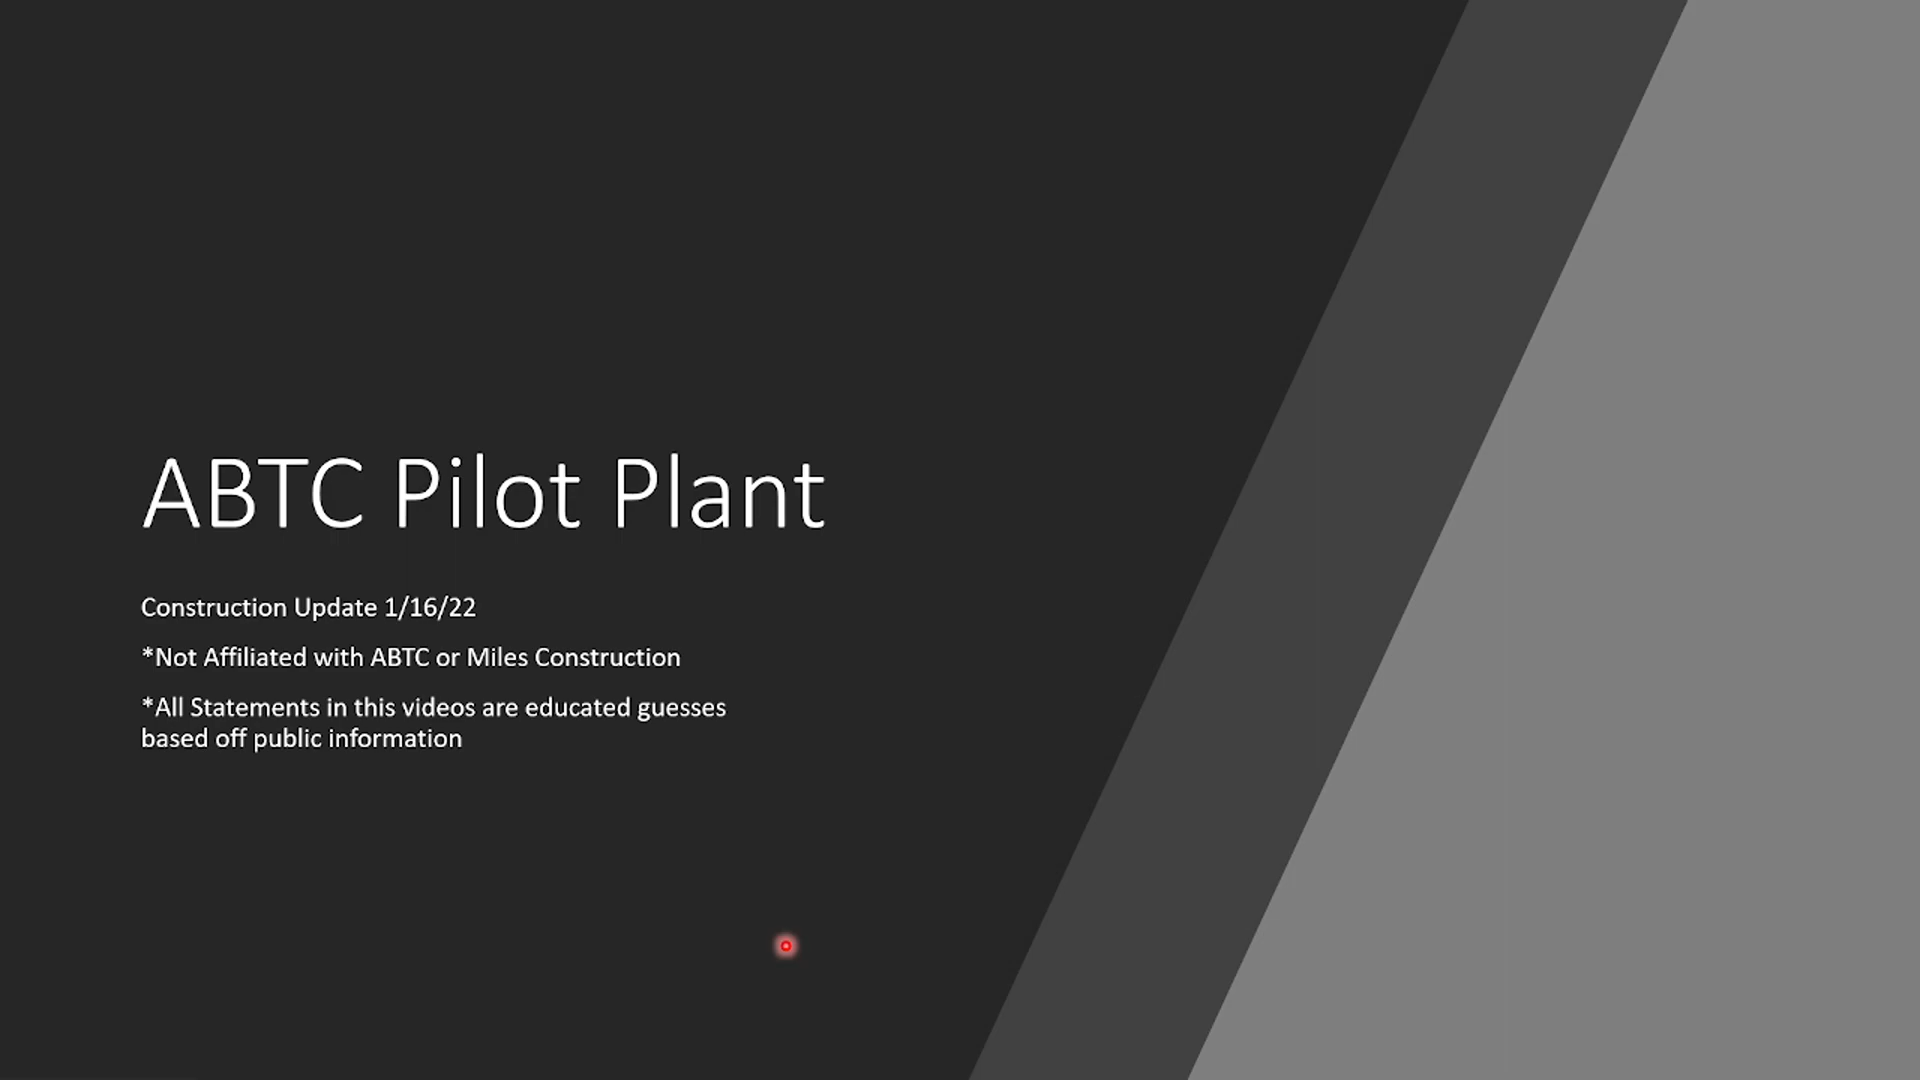 ABTC Pilot Plant
Construction Update 1/16/22
*Not Affiliated with ABTC or Miles Construction
*All Statements in this videos are educated guesses
based off public information